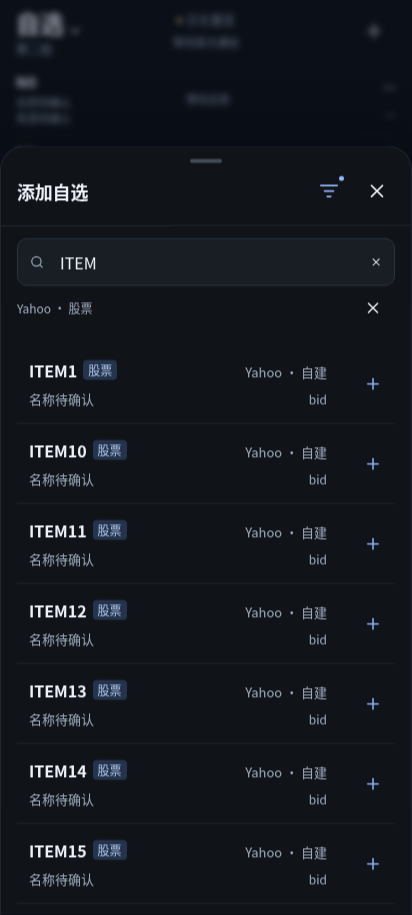 自选
添加自选
ITEM
Yahoo · 股票
ITEM1 股票 Yahoo · 自建
名称待确认 bid
ITEM10 股票 Yahoo · 自建
名称待确认 bid
ITEM11 股票 Yahoo · 自建
名称待确认 bid
ITEM12 股票 Yahoo · 自建
名称待确认 bid
ITEM13 股票 Yahoo · 自建
名称待确认 bid
ITEM14 股票 Yahoo · 自建
名称待确认 bid
ITEM15 股票 Yahoo · 自建
名称待确认 bid